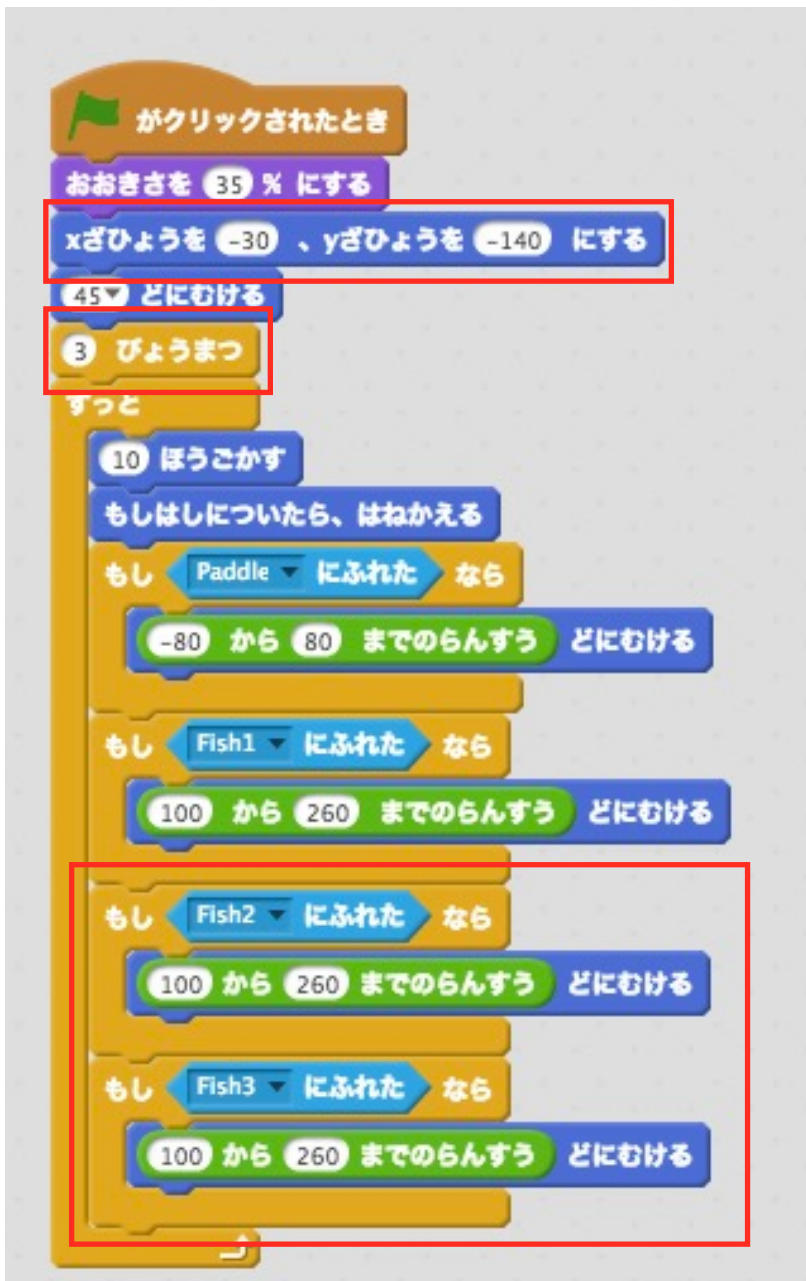 がクリックされたとき
おおきさを 35 % にする
xざひょうを -30 、yざひょうを -140 にする
45 どにむける
3 びょうまつ
ずっと
10 ほうごかす
もしはしについたら、はねかえる
もし Paddle にふれた なら
-80 から 80 までのらんすう どにむける
もし Fish1 にふれた なら
100 から 260 までのらんすう どにむける
もし Fish2 にふれた なら
100 から 260 までのらんすう どにむける
もし Fish3 にふれた なら
100 から 260 までのらんすう どにむける